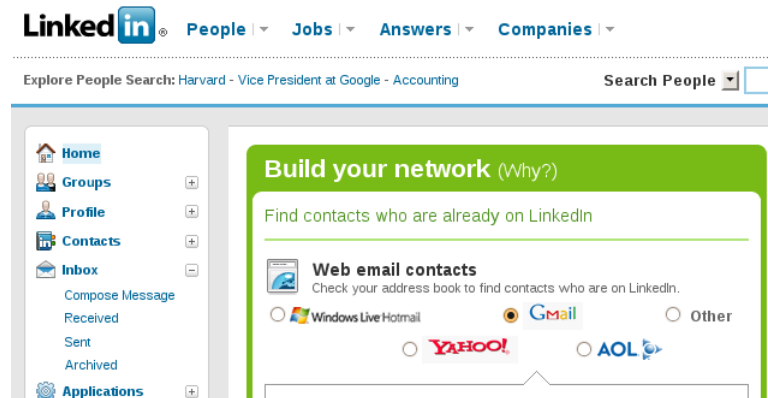 Linked in ®
People Jobs Answers Companies
Explore People Search: Harvard - Vice President at Google - Accounting
Search People
Home
Groups
Profile
Contacts
Inbox
Compose Message
Received
Sent
Archived
Applications
Build your network (Why?)
Find contacts who are already on LinkedIn
Web email contacts
Check your address book to find contacts who are on LinkedIn.
Windows Live Hotmail GMail Other
YAHOO! AOL